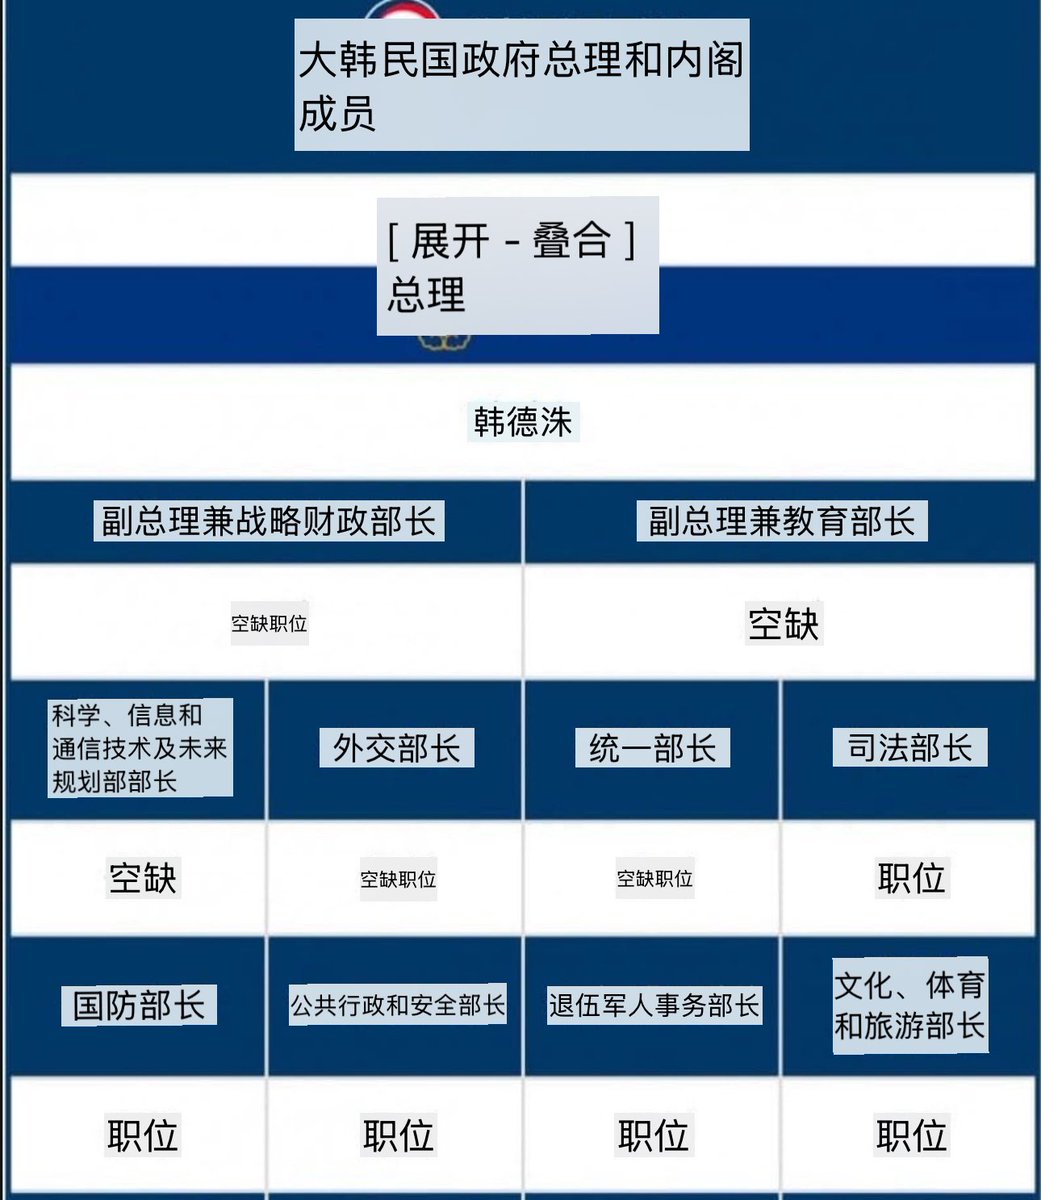 大韩民国政府总理和内阁
成员
[ 展开 - 叠合 ]
总理
韩德洙
副总理兼战略财政部长
副总理兼教育部长
空缺职位
空缺
科学、信息和
通信技术及未来
规划部部长
外交部长
统一部长
司法部长
空缺
空缺职位
空缺职位
职位
国防部长
公共行政和安全部长
退伍军人事务部长
文化、体育
和旅游部长
职位
职位
职位
职位